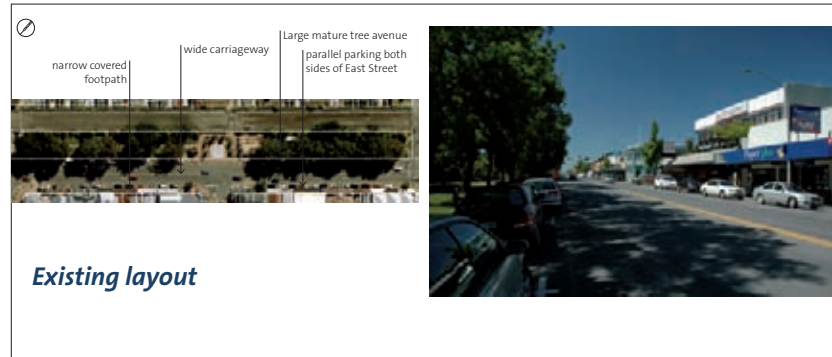 Large mature tree avenue
wide carriageway
parallel parking both
sides of East Street
narrow covered
footpath
Existing layout